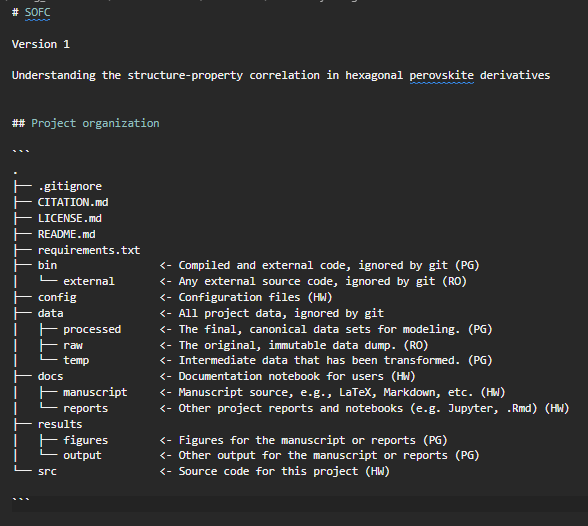 # SOFC
Version 1
Understanding the structure-property correlation in hexagonal perovskite derivatives
## Project organization
```
.
├── .gitignore
├── CITATION.md
├── LICENSE.md
├── README.md
├── requirements.txt
├── bin                <- Compiled and external code, ignored by git (PG)
│   └── external       <- Any external source code, ignored by git (RO)
├── config             <- Configuration files (HW)
├── data               <- All project data, ignored by git
│   ├── processed      <- The final, canonical data sets for modeling. (PG)
│   ├── raw            <- The original, immutable data dump. (RO)
│   └── temp           <- Intermediate data that has been transformed. (PG)
├── docs               <- Documentation notebook for users (HW)
│   ├── manuscript     <- Manuscript source, e.g., LaTeX, Markdown, etc. (HW)
│   └── reports        <- Other project reports and notebooks (e.g. Jupyter, .Rmd) (HW)
├── results
│   ├── figures        <- Figures for the manuscript or reports (PG)
│   └── output         <- Other output for the manuscript or reports (PG)
└── src                <- Source code for this project (HW)
```